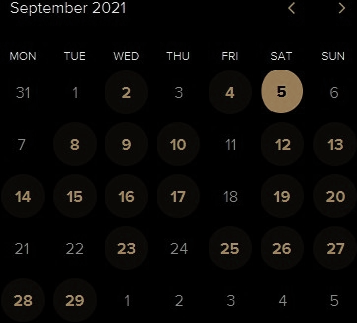 September 2021
MON TUE WED THU FRI SAT SUN
31 1 2 3 4 5 6
7 8 9 10 11 12 13
14 15 16 17 18 19 20
21 22 23 24 25 26 27
28 29 1 2 3 4 5